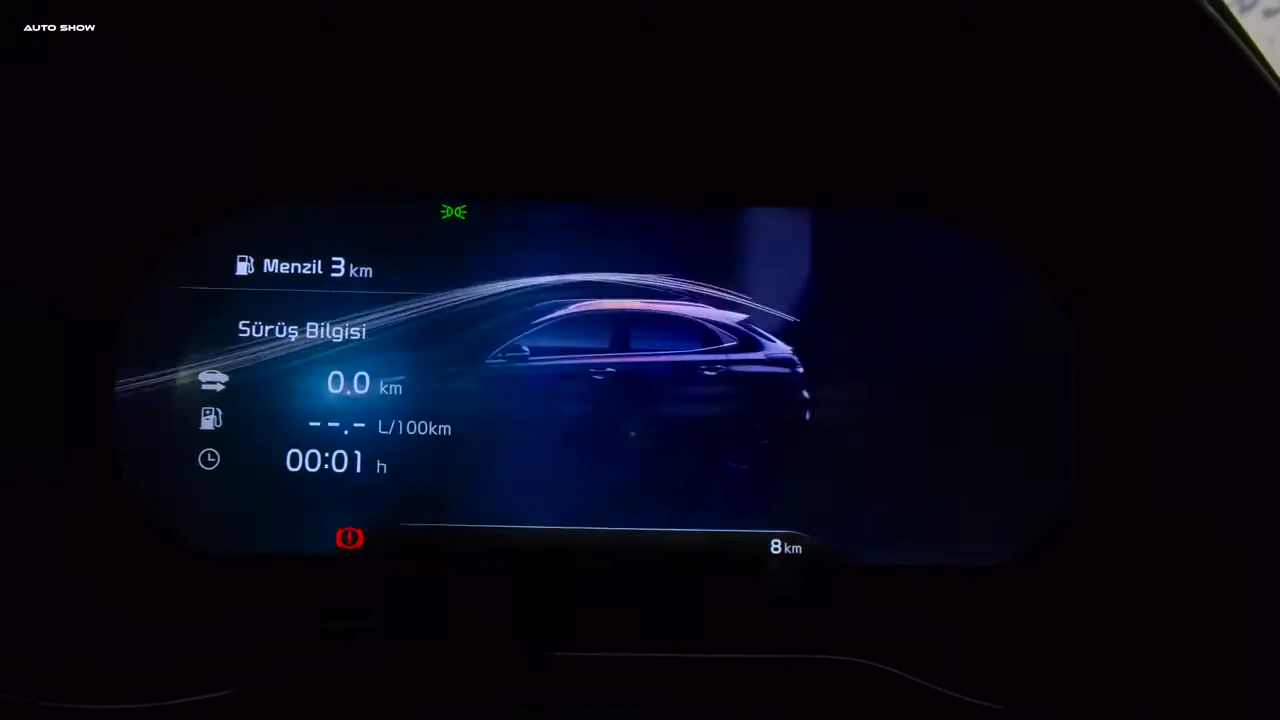 AUTO SHOW
Menzil 3 km
Sürüş Bilgisi
0.0 km
--.- L/100km
00:01 h
8 km